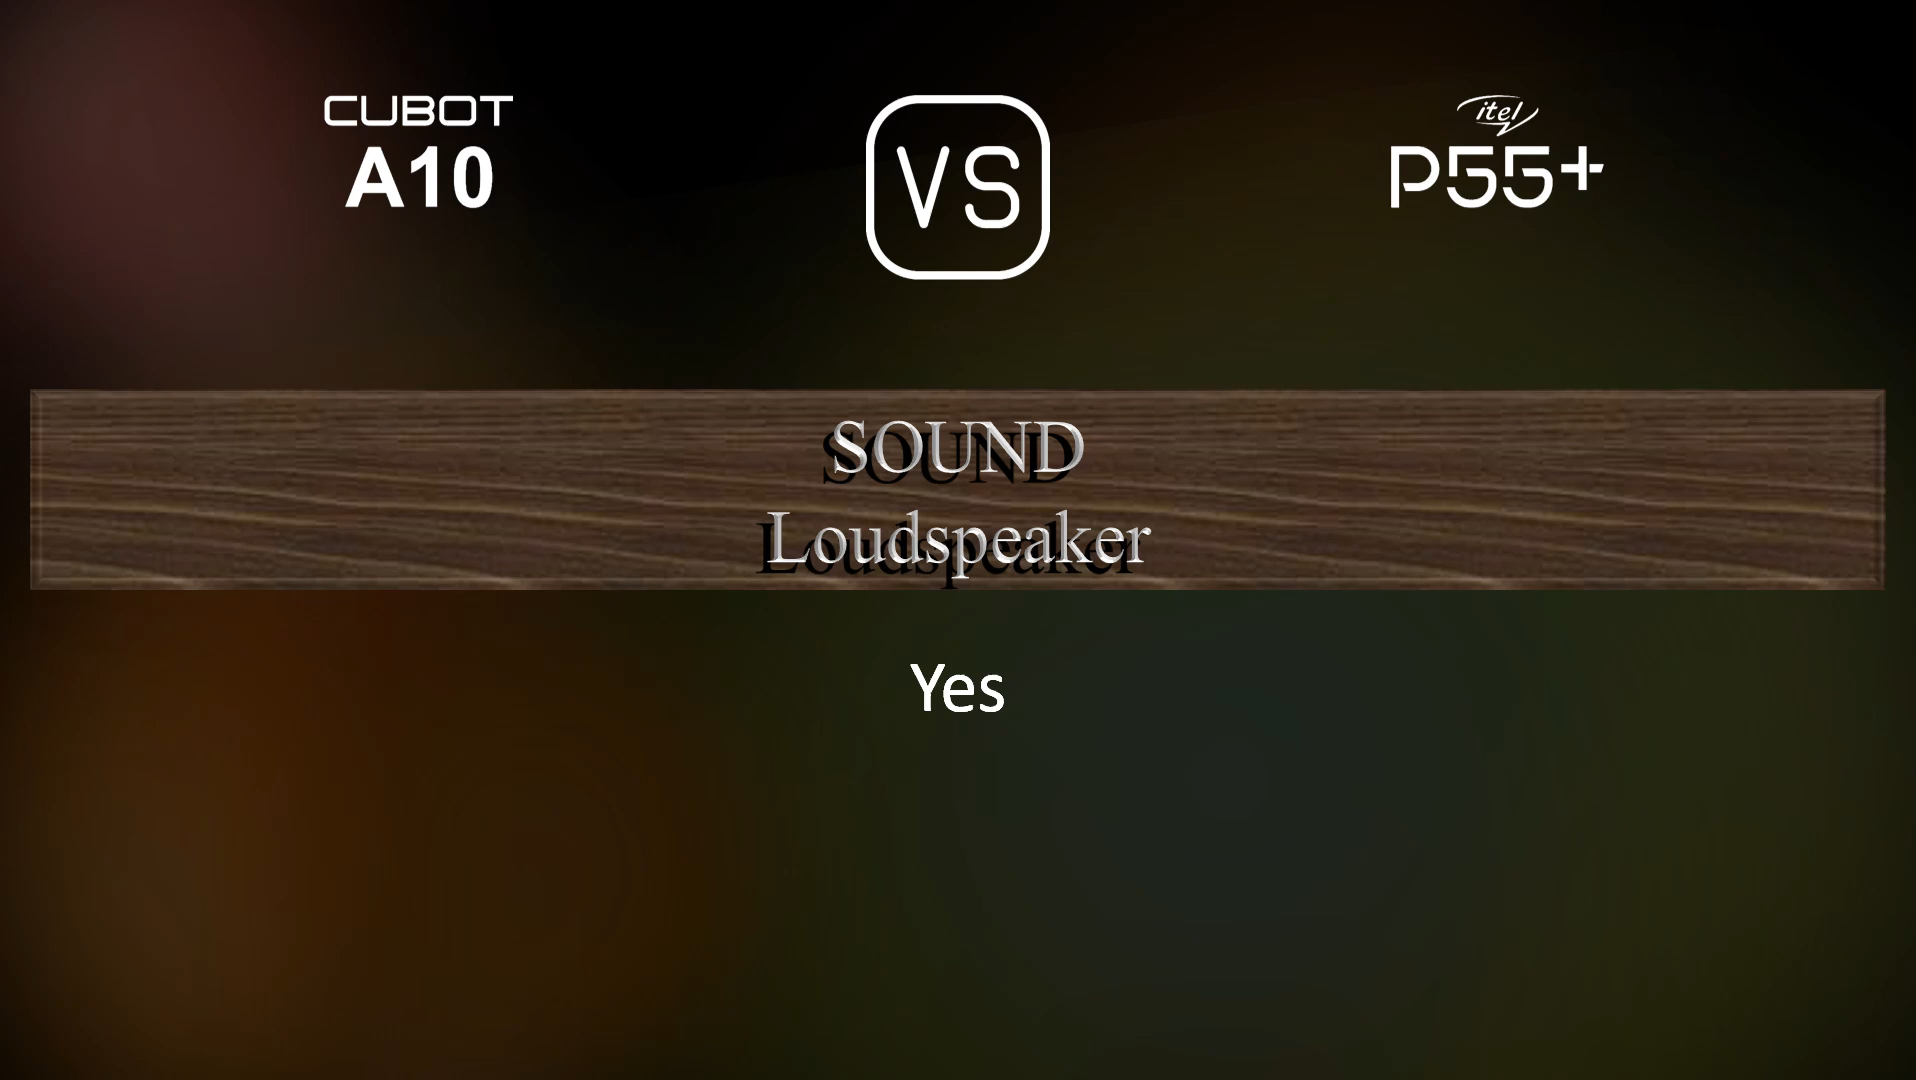 CUBOT
A10
VS
itel
P55+
SOUND
Loudspeaker
Yes